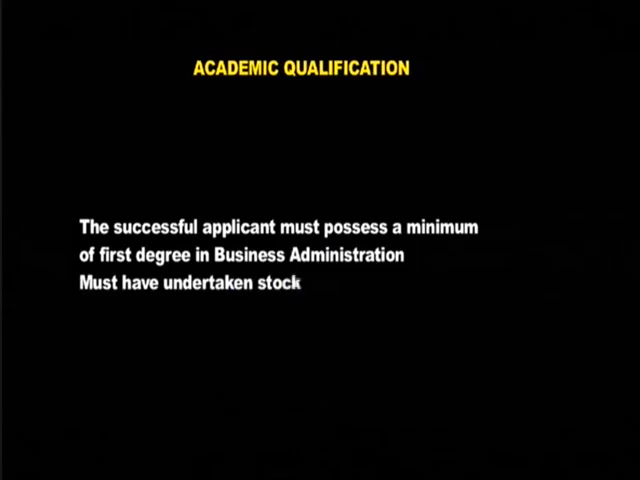 ACADEMIC QUALIFICATION
The successful applicant must possess a minimum
of first degree in Business Administration
Must have undertaken stock